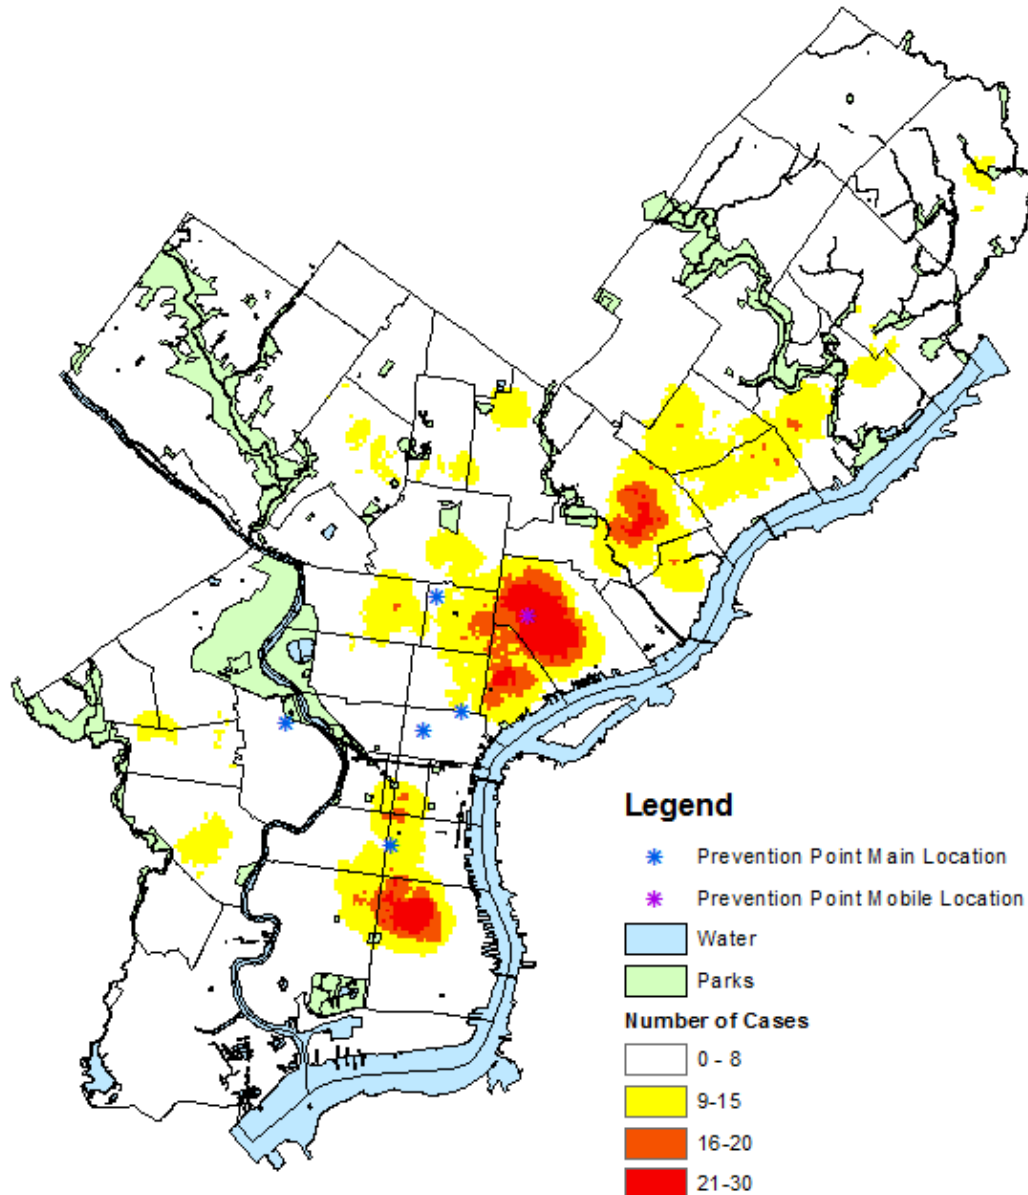 Legend
Prevention Point Main Location
Prevention Point Mobile Location
Water
Parks
Number of Cases
0 - 8
9-15
16-20
21-30